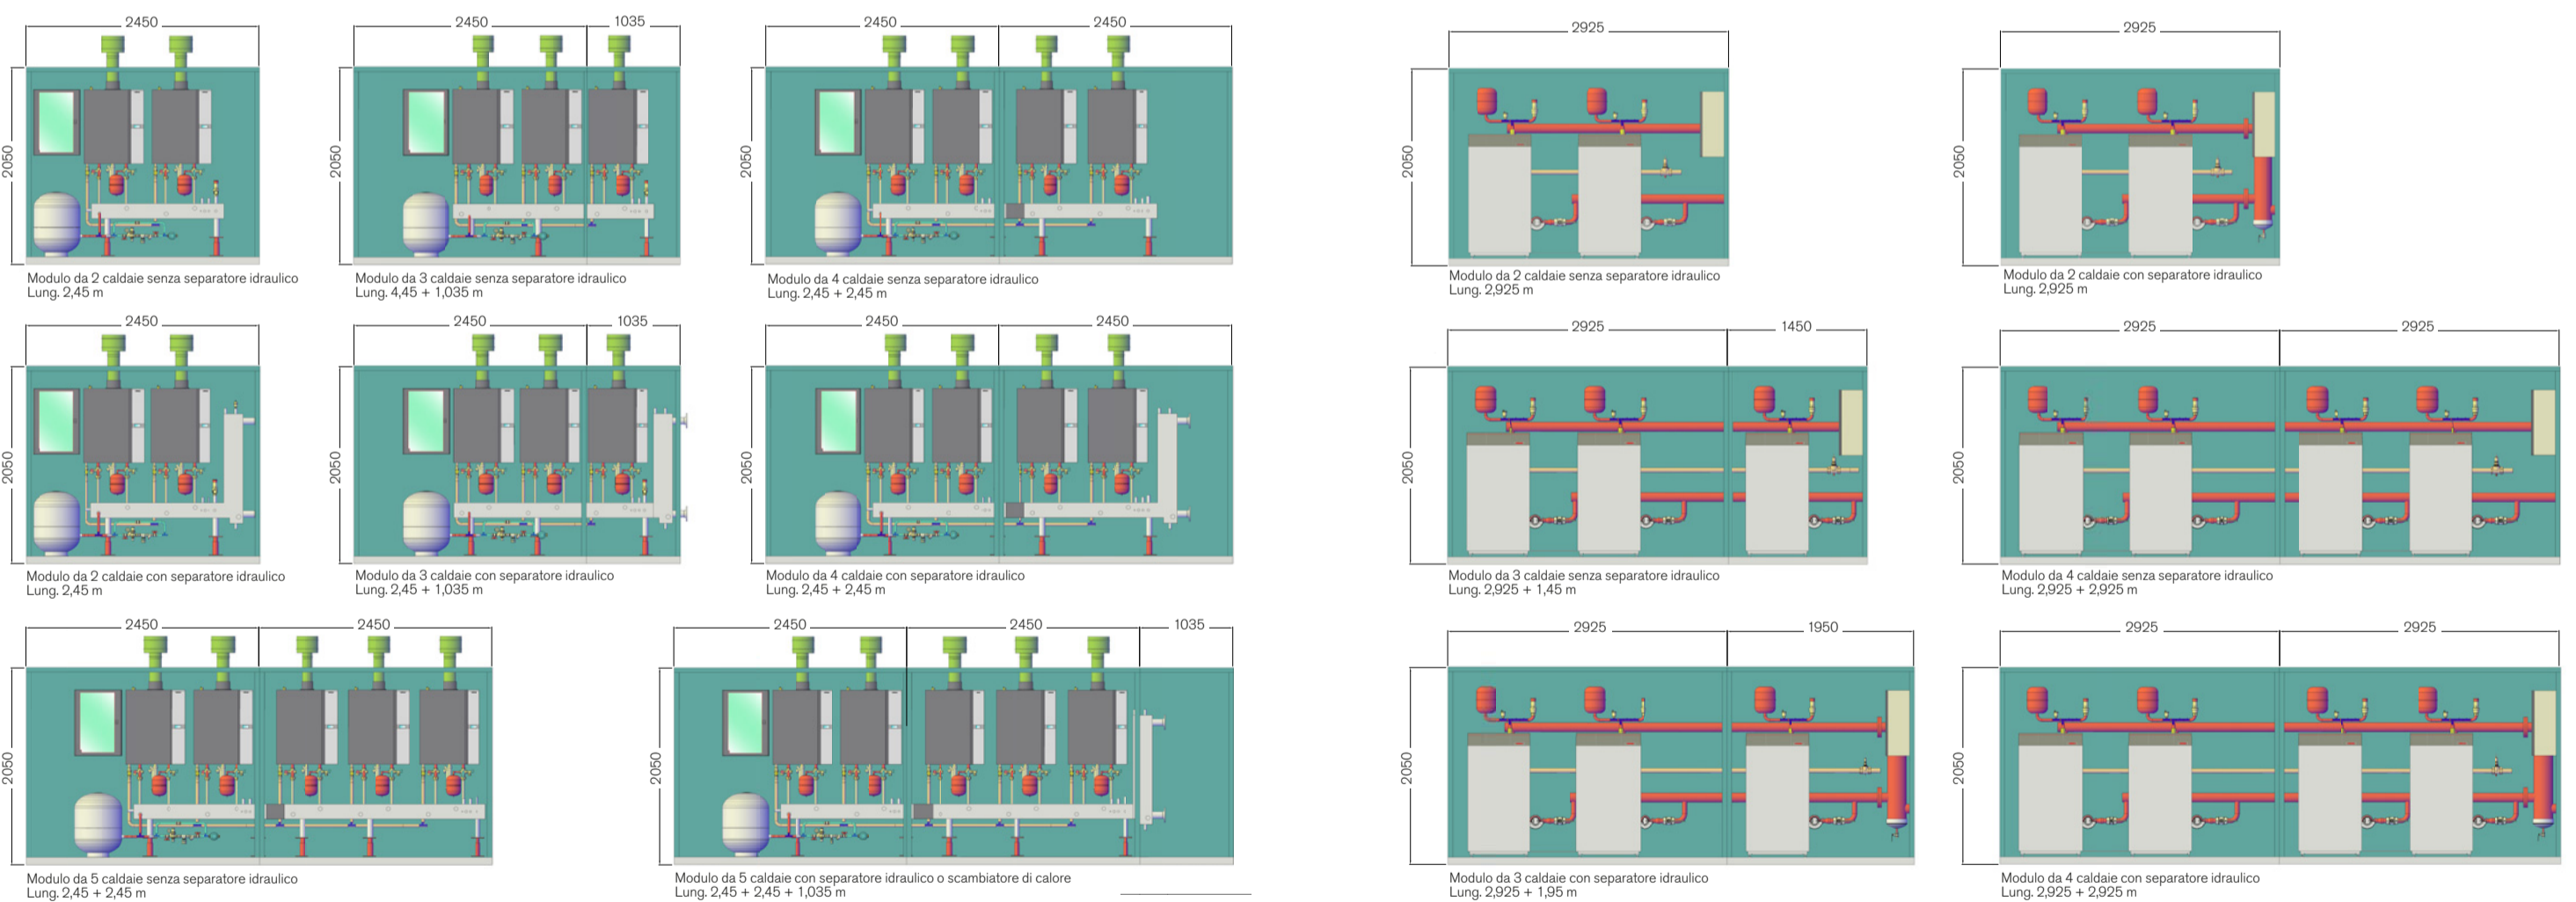 2450
2050
Modulo da 2 caldaie senza separatore idraulico
Lung. 2,45 m
2450
1035
2050
Modulo da 3 caldaie senza separatore idraulico
Lung. 4,45 + 1,035 m
2450
2450
2050
Modulo da 4 caldaie senza separatore idraulico
Lung. 2,45 + 2,45 m
2925
2050
Modulo da 2 caldaie senza separatore idraulico
Lung. 2,925 m
2925
2050
Modulo da 2 caldaie con separatore idraulico
Lung. 2,925 m
2450
2050
Modulo da 2 caldaie con separatore idraulico
Lung. 2,45 m
2450
1035
2050
Modulo da 3 caldaie con separatore idraulico
Lung. 2,45 + 1,035 m
2450
2450
2050
Modulo da 4 caldaie con separatore idraulico
Lung. 2,45 + 2,45 m
2925
1450
2050
Modulo da 3 caldaie senza separatore idraulico
Lung. 2,925 + 1,45 m
2925
2925
2050
Modulo da 4 caldaie senza separatore idraulico
Lung. 2,925 + 2,925 m
2450
2450
2050
Modulo da 5 caldaie senza separatore idraulico
Lung. 2,45 + 2,45 m
2450
2450
1035
2050
Modulo da 5 caldaie con separatore idraulico o scambiatore di calore
Lung. 2,45 + 2,45 + 1,035 m
2925
1950
2050
Modulo da 3 caldaie con separatore idraulico
Lung. 2,925 + 1,95 m
2925
2925
2050
Modulo da 4 caldaie con separatore idraulico
Lung. 2,925 + 2,925 m